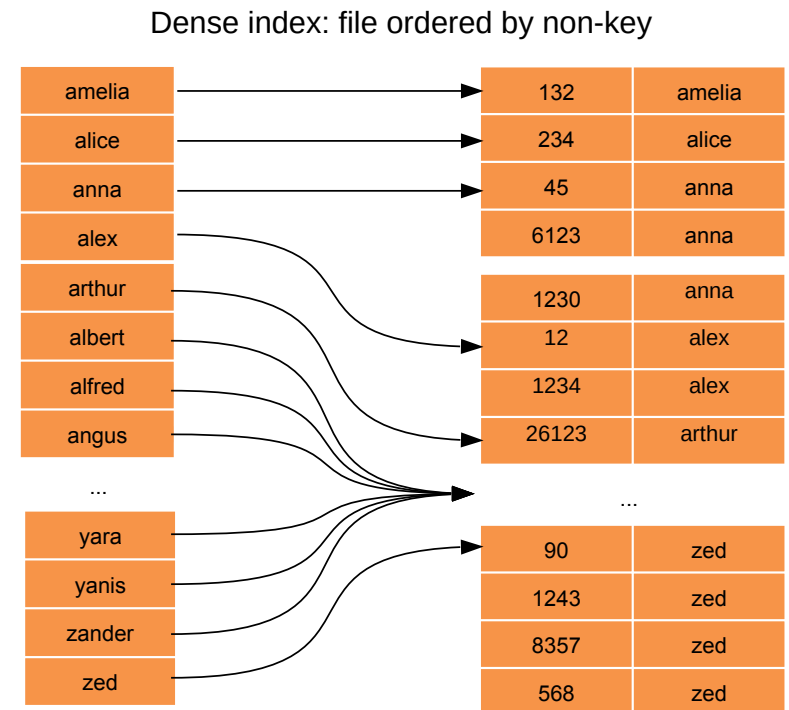 Dense index: file ordered by non-key
amelia
alice
anna
alex
arthur
albert
alfred
angus
...
yara
yanis
zander
zed
132 amelia
234 alice
45 anna
6123 anna
1230 anna
12 alex
1234 alex
26123 arthur
...
90 zed
1243 zed
8357 zed
568 zed